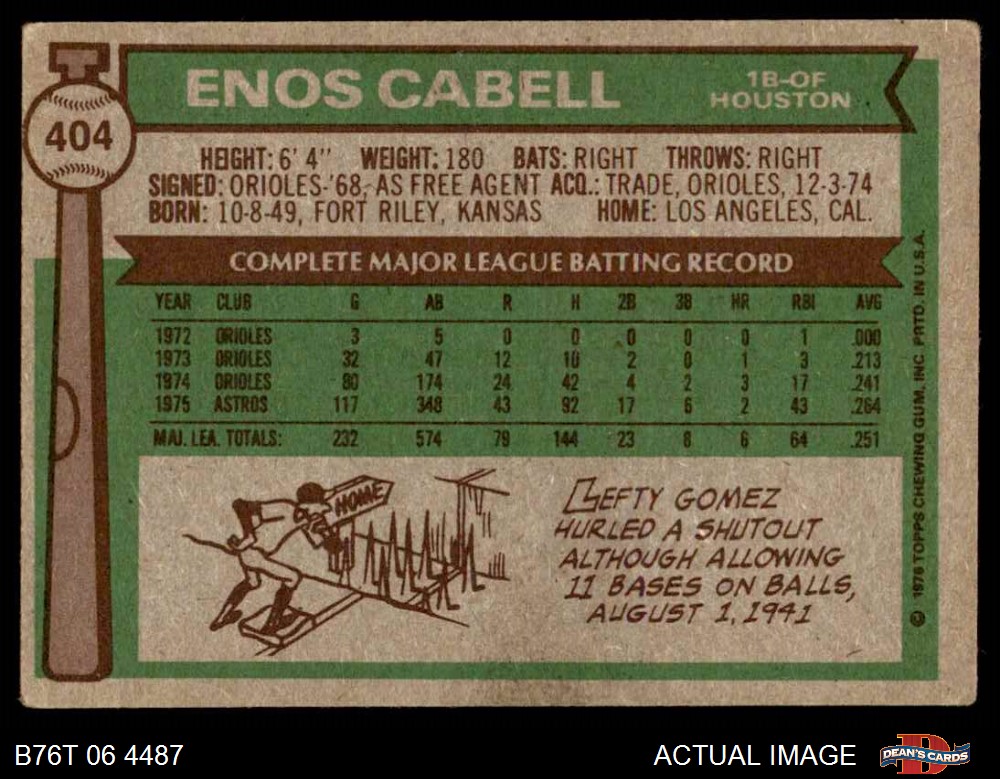 404
ENOS CABELL
1B-OF
HOUSTON
HEIGHT: 6' 4" WEIGHT: 180 BATS: RIGHT THROWS: RIGHT
SIGNED: ORIOLES-'68, AS FREE AGENT ACQ.: TRADE, ORIOLES, 12-3-74
BORN: 10-8-49, FORT RILEY, KANSAS HOME: LOS ANGELES, CAL.
COMPLETE MAJOR LEAGUE BATTING RECORD
YEAR CLUB G AB R H 2B 3B HR RBI AVG
1972 ORIOLES 3 5 0 0 0 0 0 1 .000
1973 ORIOLES 32 47 12 10 2 0 1 3 .213
1974 ORIOLES 80 174 24 42 4 2 3 17 .241
1975 ASTROS 117 348 43 92 17 6 2 43 .264
MAJ. LEA. TOTALS: 232 574 79 144 23 8 6 64 .251
HOME
LEFTY GOMEZ
HURLED A SHUTOUT
ALTHOUGH ALLOWING
11 BASES ON BALLS,
AUGUST 1, 1941
© 1976 TOPPS CHEWING GUM, INC. PRTD. IN U.S.A.
B76T 06 4487
ACTUAL IMAGE
D
DEAN'S CARDS